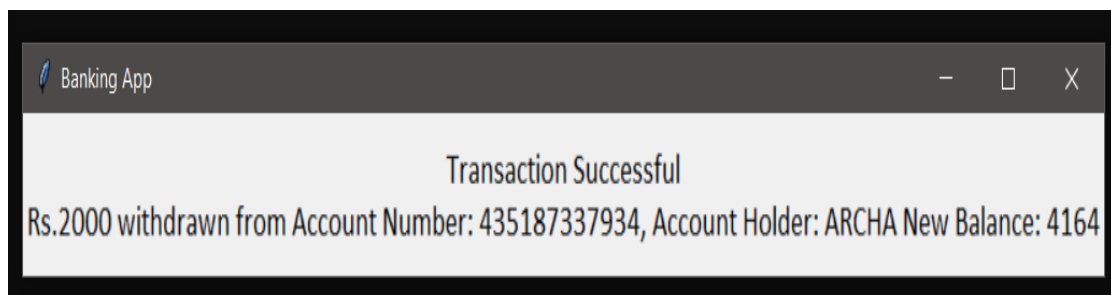 Banking App
Transaction Successful
Rs.2000 withdrawn from Account Number: 435187337934, Account Holder: ARCHA New Balance: 4164